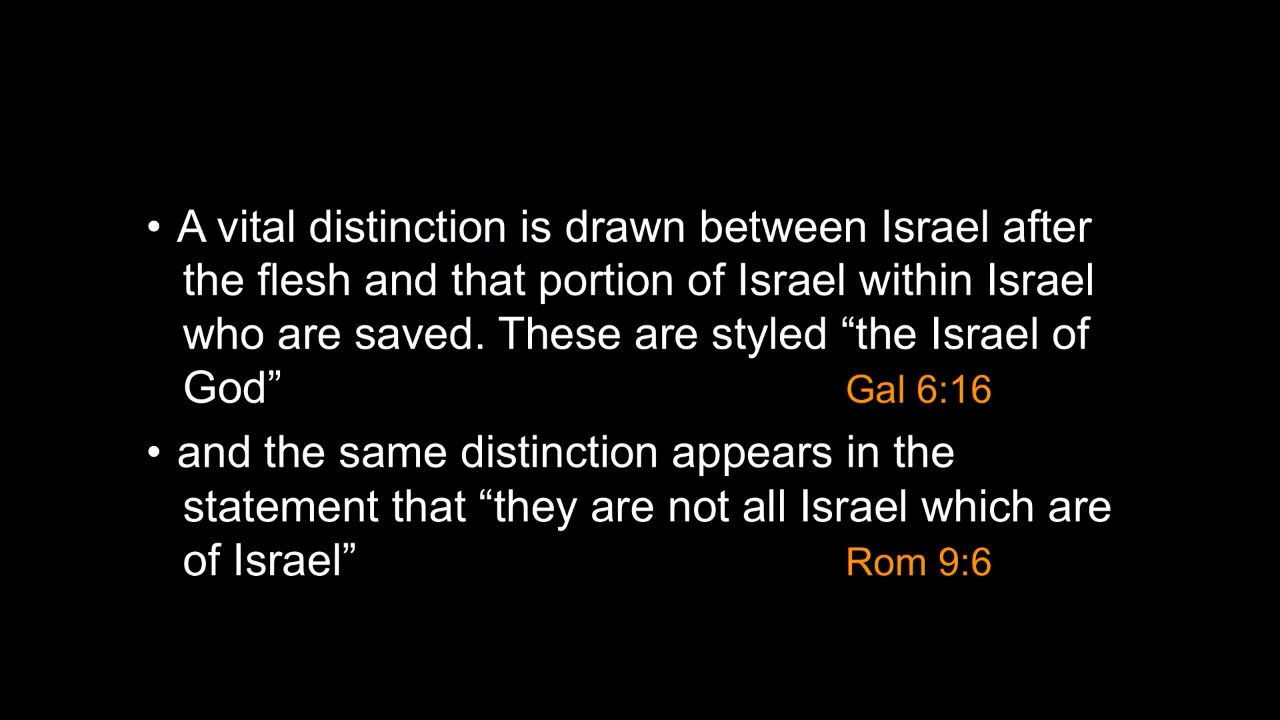 • A vital distinction is drawn between Israel after
the flesh and that portion of Israel within Israel
who are saved. These are styled “the Israel of
God” Gal 6:16
• and the same distinction appears in the
statement that “they are not all Israel which are
of Israel” Rom 9:6